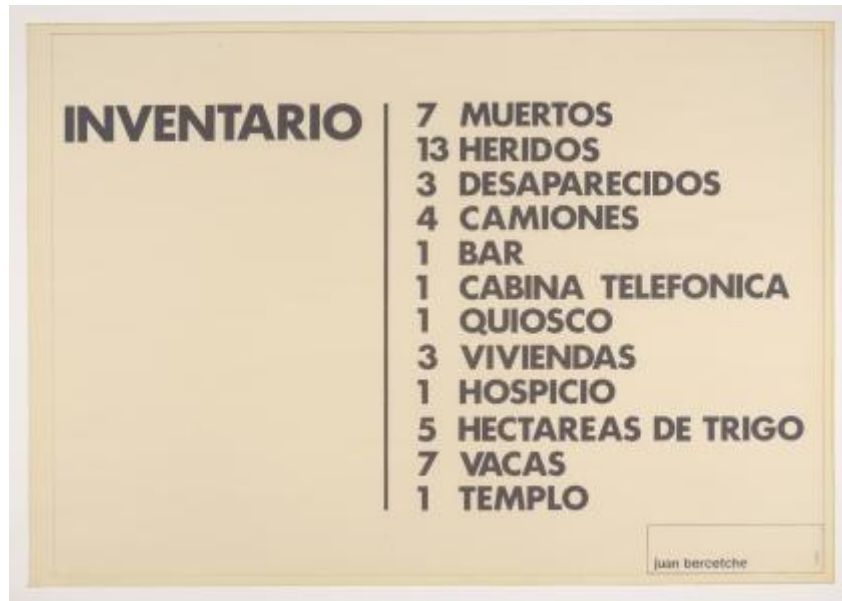 INVENTARIO
7 MUERTOS
13 HERIDOS
3 DESAPARECIDOS
4 CAMIONES
1 BAR
1 CABINA TELEFONICA
1 QUIOSCO
3 VIVIENDAS
1 HOSPICIO
5 HECTAREAS DE TRIGO
7 VACAS
1 TEMPLO
juan bercetche